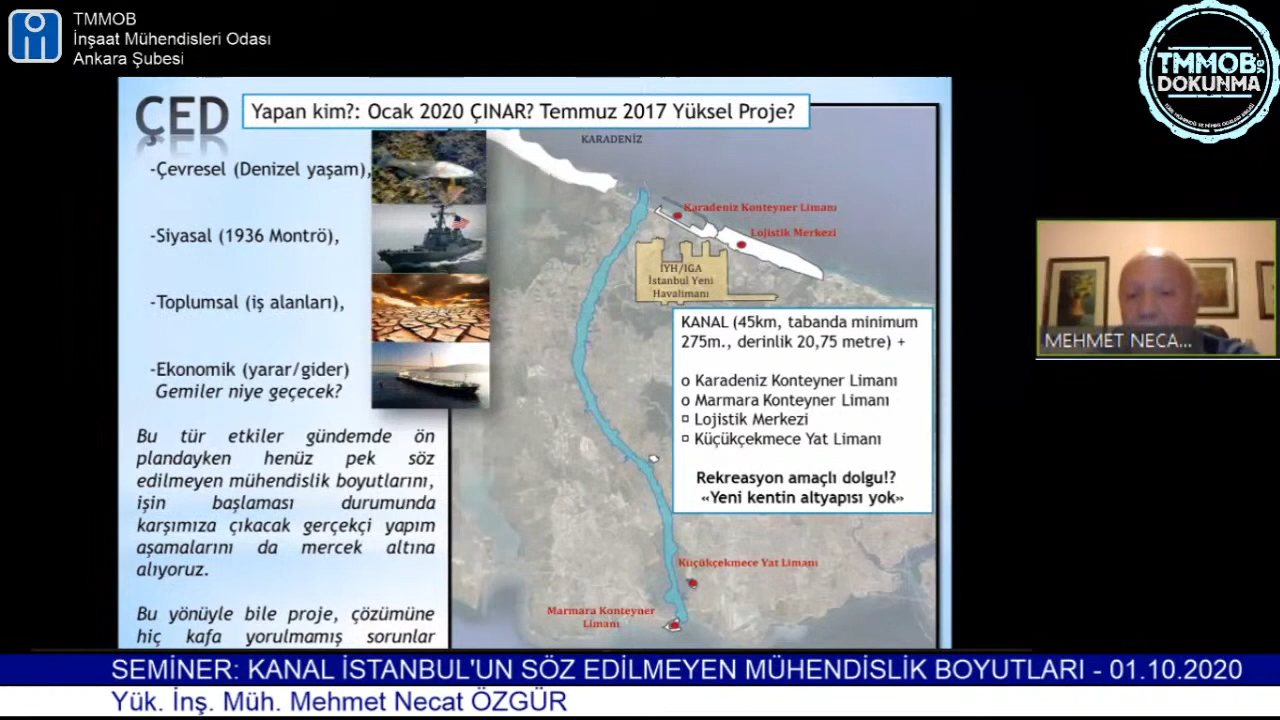 TMMOB
İnşaat Mühendisleri Odası
Ankara Şubesi
TMMOB'a
DOKUNMA
ÇED
Yapan kim?: Ocak 2020 ÇINAR? Temmuz 2017 Yüksel Proje?
-Çevresel (Denizel yaşam),
-Siyasal (1936 Montrö),
-Toplumsal (iş alanları),
-Ekonomik (yarar/gider)
Gemiler niye geçecek?
Bu tür etkiler gündemde ön
plandayken henüz pek söz
edilmeyen mühendislik boyutlarını,
işin başlaması durumunda
karşımıza çıkacak gerçekçi yapım
aşamalarını da mercek altına
alıyoruz.
Bu yönüyle bile proje, çözümüne
hiç kafa yorulmamış sorunlar
KARADENİZ
Karadeniz Konteyner Limanı
Lojistik Merkezi
İYH/IGA
İstanbul Yeni
Havalimanı
KANAL (45km, tabanda minimum
275m., derinlik 20,75 metre) +
o Karadeniz Konteyner Limanı
o Marmara Konteyner Limanı
¤ Lojistik Merkezi
¤ Küçükçekmece Yat Limanı
Rekreasyon amaçlı dolgu!?
«Yeni kentin altyapısı yok»
Küçükçekmece Yat Limanı
Marmara Konteyner
Limanı
MEHMET NECA...
SEMİNER: KANAL İSTANBUL'UN SÖZ EDİLMEYEN MÜHENDİSLİK BOYUTLARI - 01.10.2020
Yük. İnş. Müh. Mehmet Necat ÖZGÜR